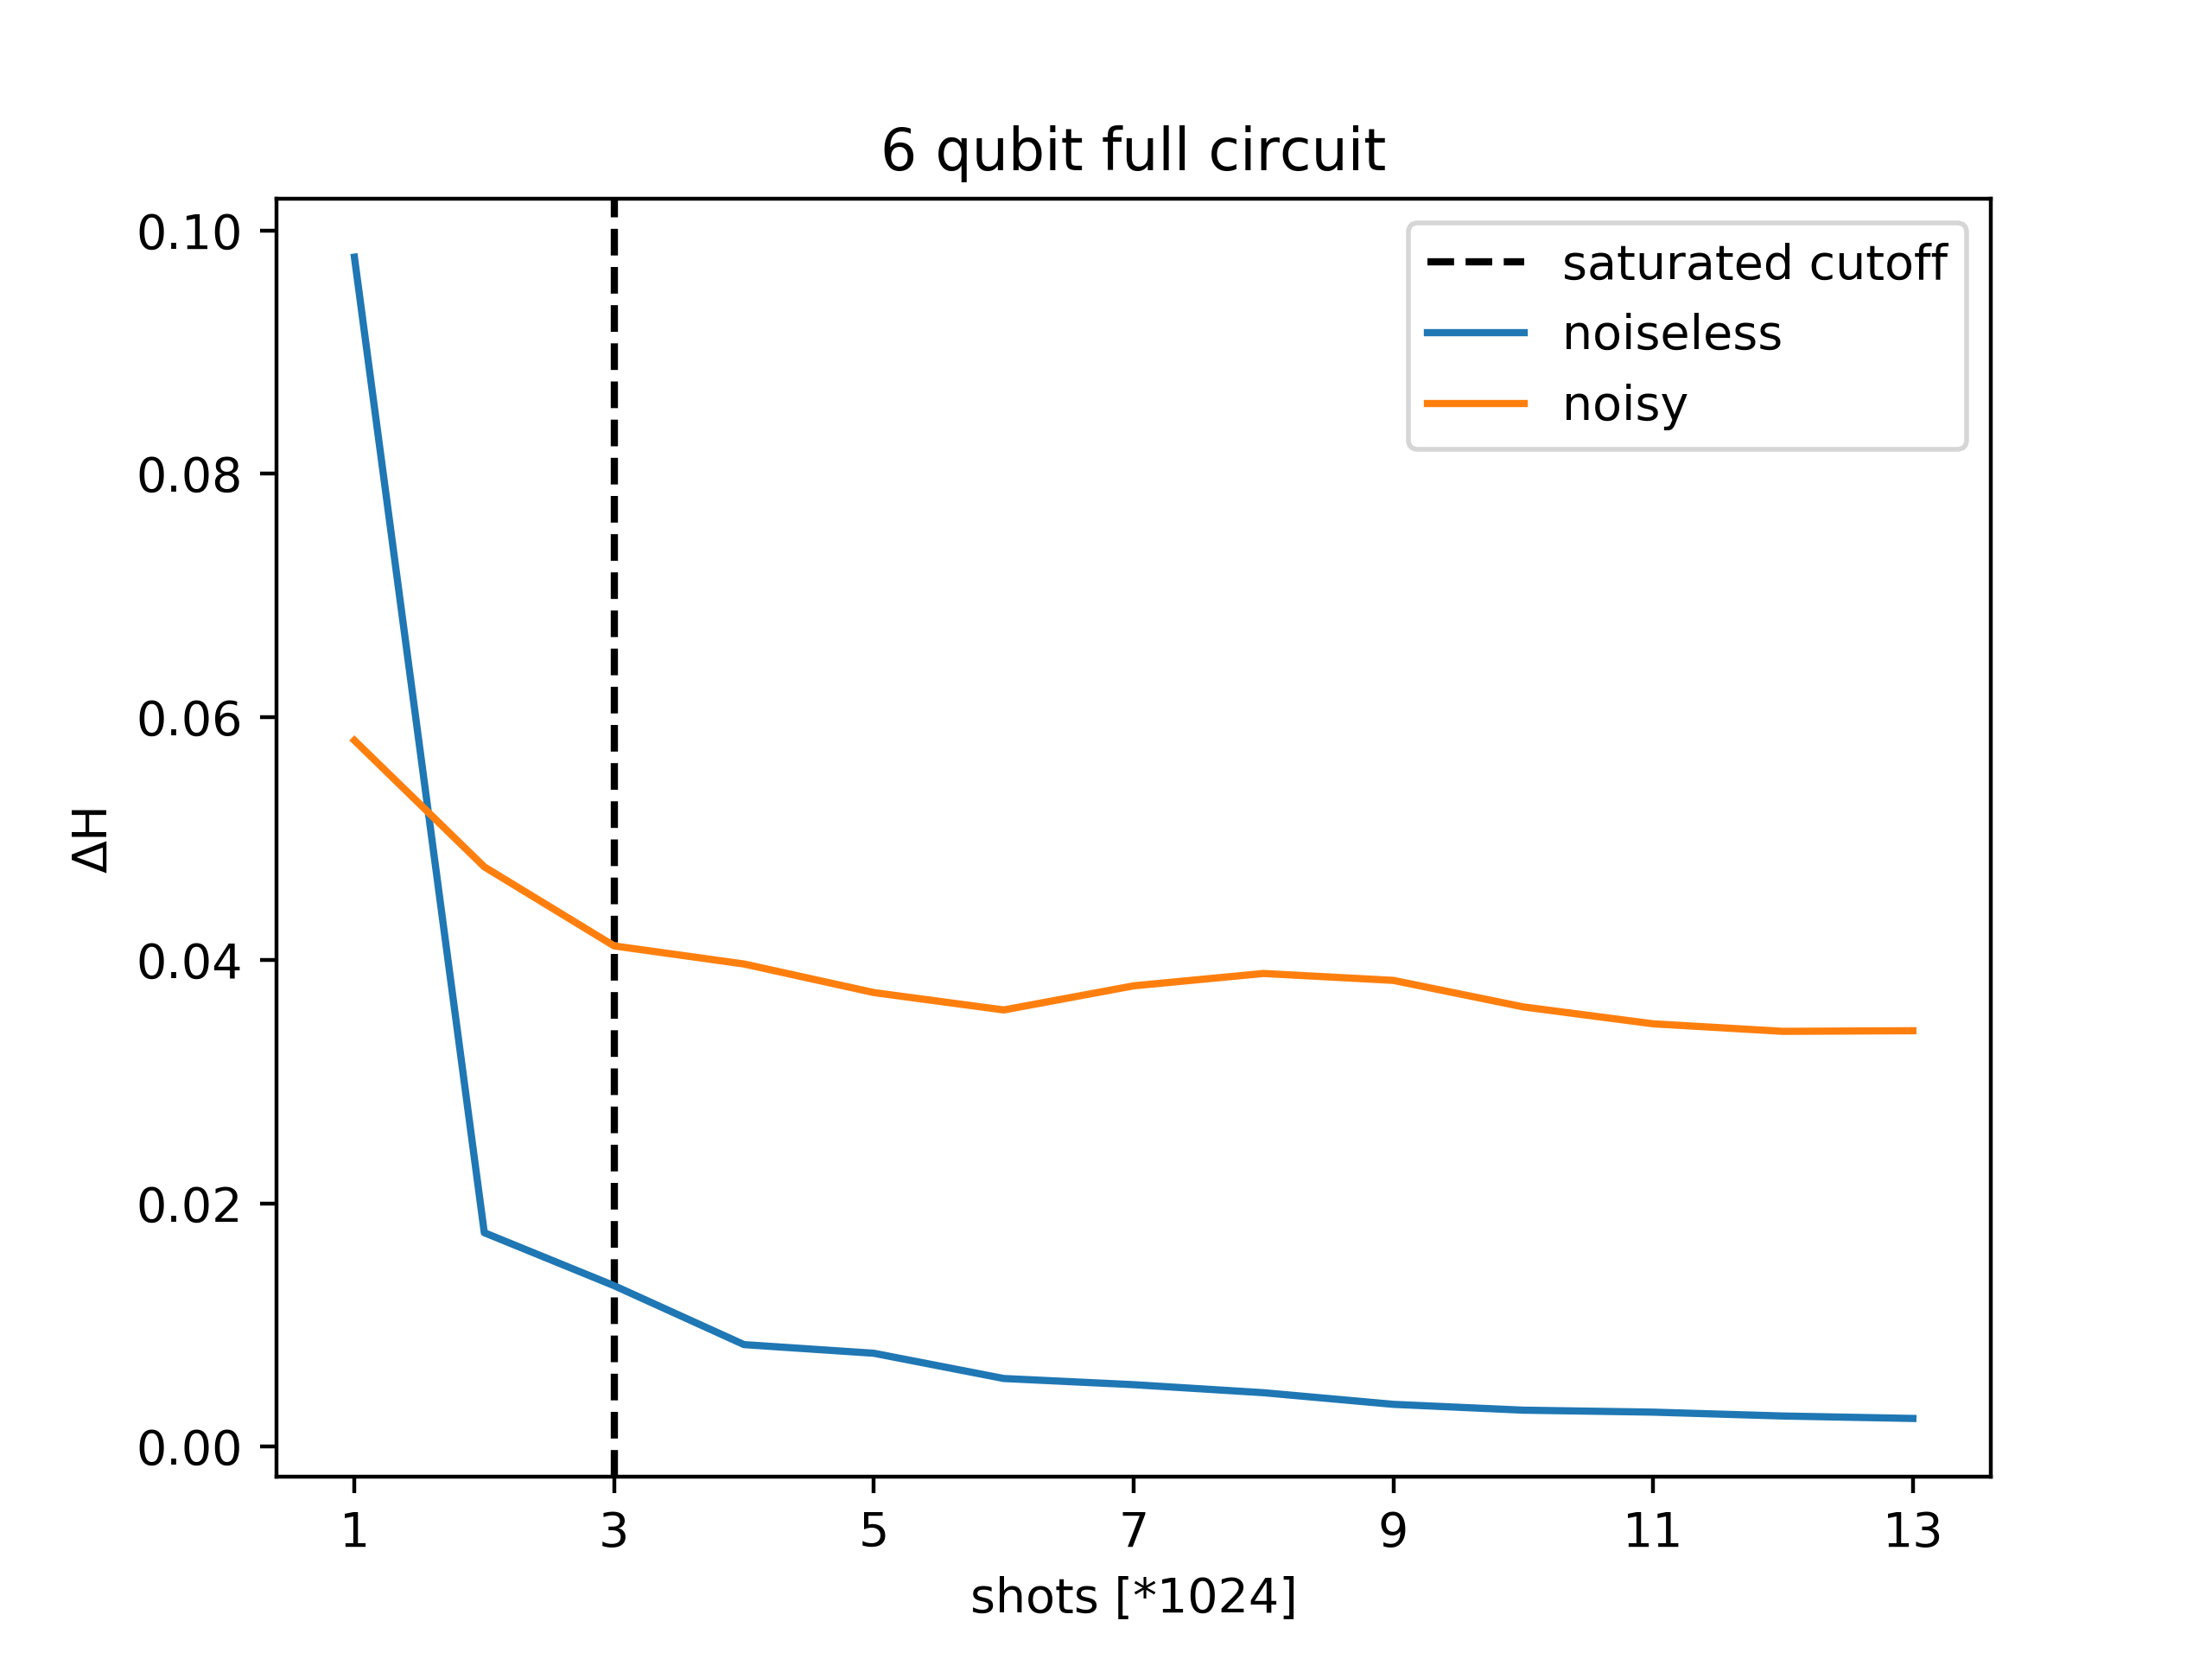 6 qubit full circuit
0.10
0.08
0.06
0.04
0.02
0.00
ΔH
saturated cutoff
noiseless
noisy
1 3 5 7 9 11 13
shots [*1024]